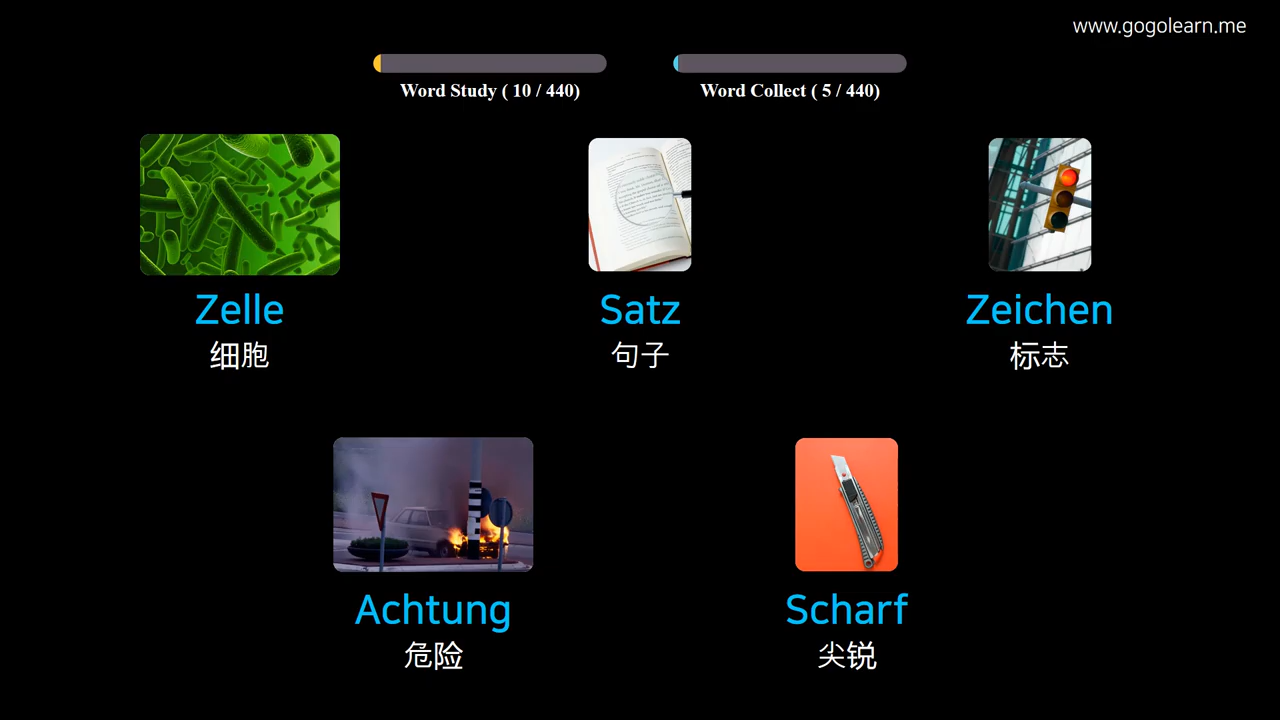 www.gogolearn.me
Word Study ( 10 / 440)
Word Collect ( 5 / 440)
Zelle
细胞
Satz
句子
Zeichen
标志
Achtung
危险
Scharf
尖锐